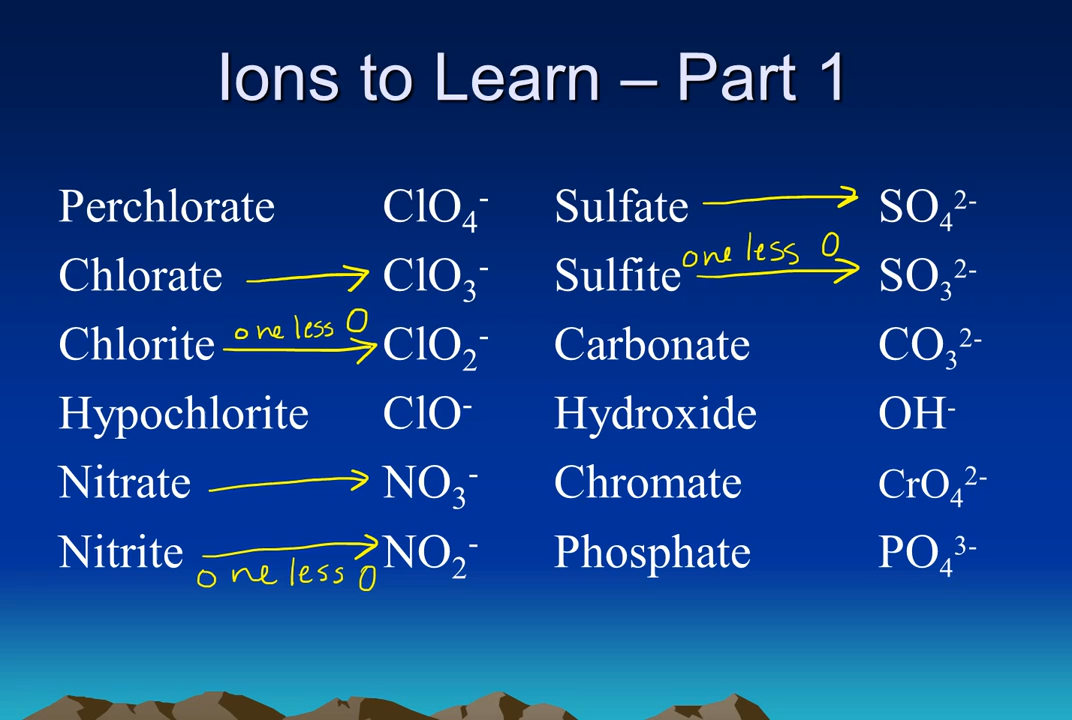 Ions to Learn – Part 1
Perchlorate ClO₄⁻
Chlorate → ClO₃⁻
Chlorite one less O → ClO₂⁻
Hypochlorite ClO⁻
Nitrate → NO₃⁻
Nitrite → NO₂⁻
one less O
Sulfate → SO₄²⁻
one less O
Sulfite → SO₃²⁻
Carbonate CO₃²⁻
Hydroxide OH⁻
Chromate CrO₄²⁻
Phosphate PO₄³⁻